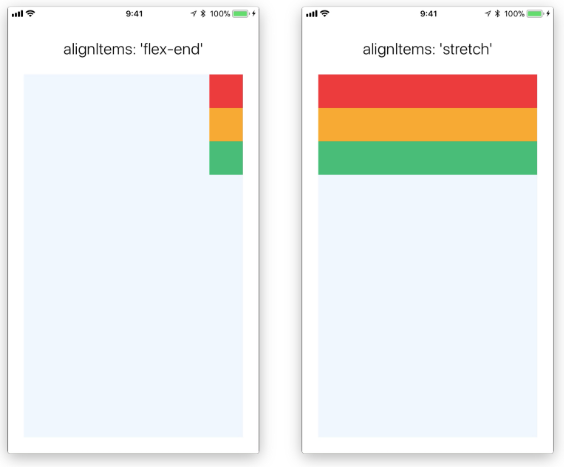 9:41 100%
alignItems: 'flex-end'
9:41 100%
alignItems: 'stretch'